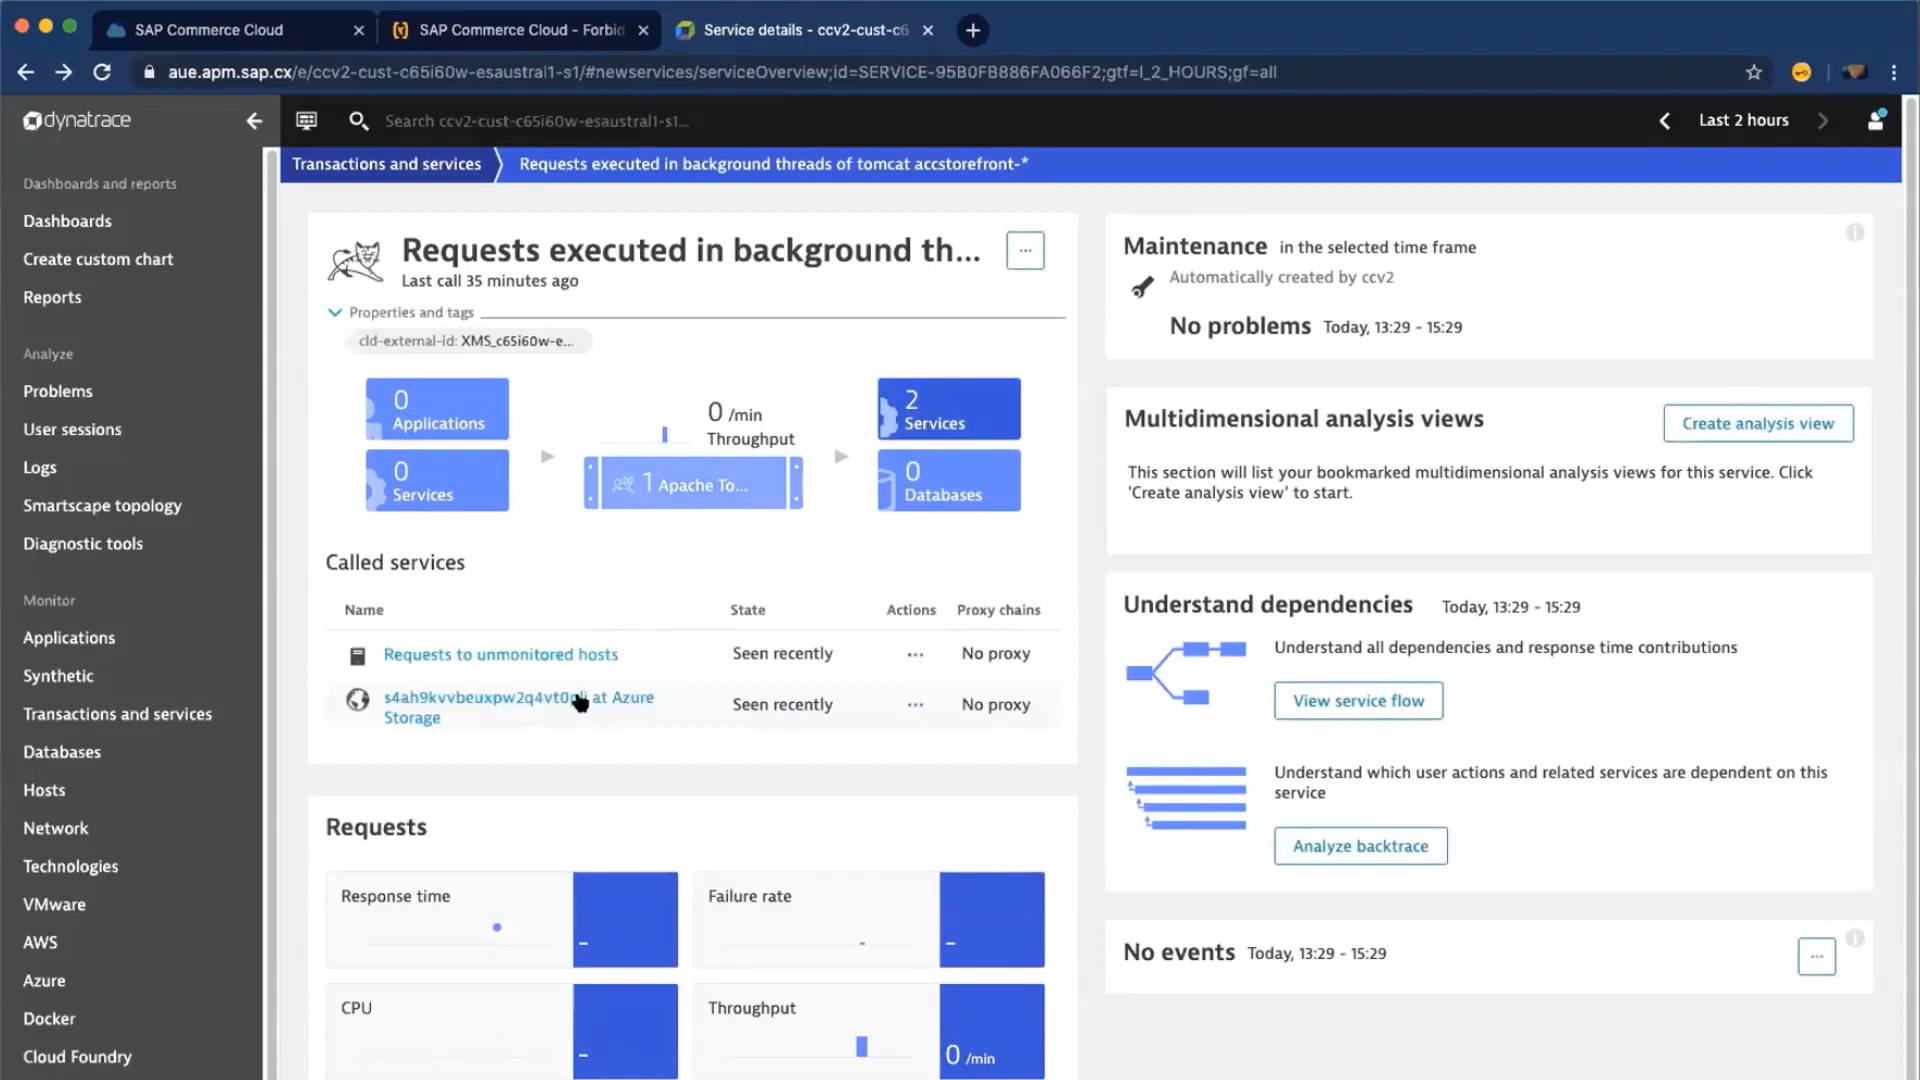 SAP Commerce Cloud
SAP Commerce Cloud - Forbid
Service details - ccv2-cust-c6
aue.apm.sap.cx/e/ccv2-cust-c65i60w-esaustral1-s1/#newservices/serviceOverview;id=SERVICE-95B0FB886FA066F2;gtf=l_2_HOURS;gf=all
dynatrace
Search ccv2-cust-c65i60w-esaustral1-s1...
Last 2 hours
Transactions and services
Requests executed in background threads of tomcat accstorefront-*
Dashboards and reports
Dashboards
Create custom chart
Reports
Analyze
Problems
User sessions
Logs
Smartscape topology
Diagnostic tools
Monitor
Applications
Synthetic
Transactions and services
Databases
Hosts
Network
Technologies
VMware
AWS
Azure
Docker
Cloud Foundry
Requests executed in background th...
Last call 35 minutes ago
Properties and tags
cld-external-id: XMS_c65i60w-e...
0
Applications
0
Services
0 /min
Throughput
1 Apache To...
2
Services
0
Databases
Called services
Name State Actions Proxy chains
Requests to unmonitored hosts Seen recently ... No proxy
at Azure
Storage
Seen recently ... No proxy
Requests
Response time
-
Failure rate
-
CPU
-
Throughput
0 /min
Maintenance in the selected time frame
Automatically created by ccv2
No problems Today, 13:29 - 15:29
Multidimensional analysis views
Create analysis view
This section will list your bookmarked multidimensional analysis views for this service. Click
'Create analysis view' to start.
Understand dependencies Today, 13:29 - 15:29
Understand all dependencies and response time contributions
View service flow
Understand which user actions and related services are dependent on this
service
Analyze backtrace
No events Today, 13:29 - 15:29
...